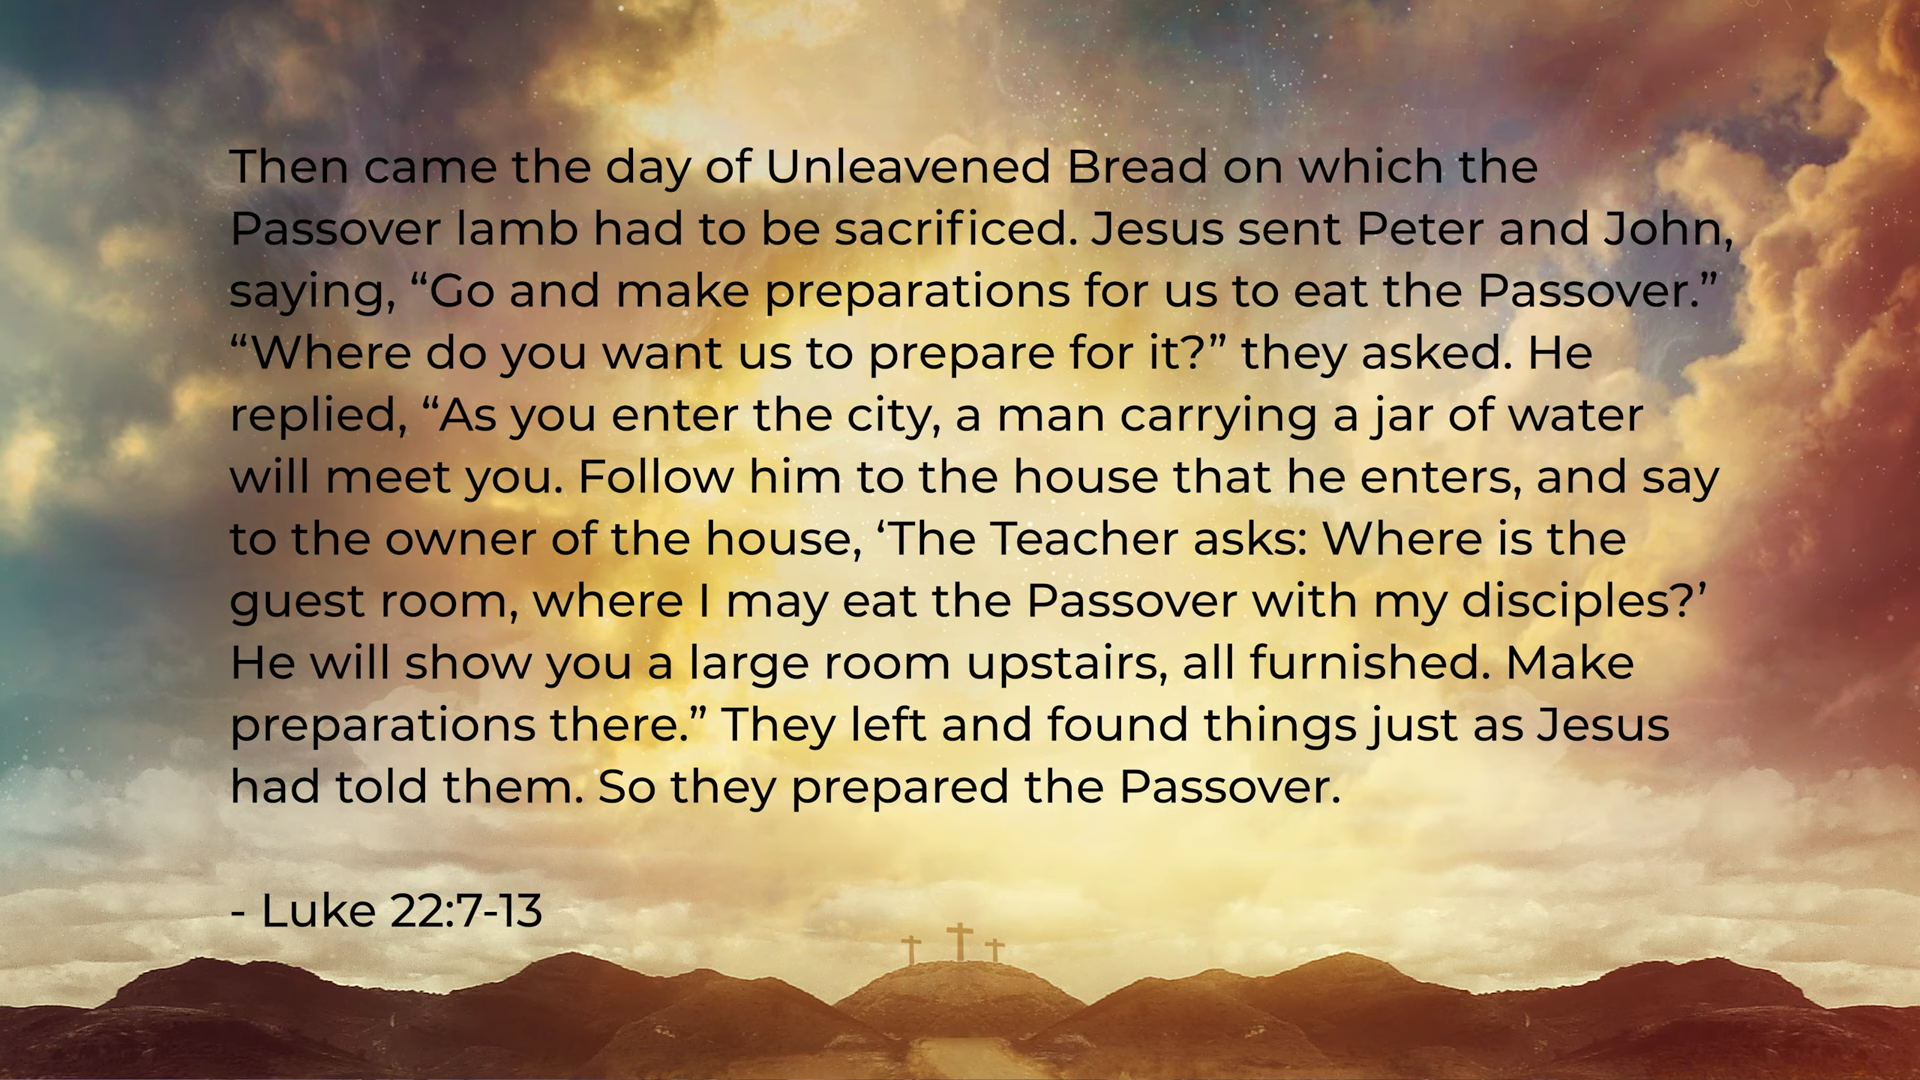 Then came the day of Unleavened Bread on which the
Passover lamb had to be sacrificed. Jesus sent Peter and John,
saying, “Go and make preparations for us to eat the Passover.”
“Where do you want us to prepare for it?” they asked. He
replied, “As you enter the city, a man carrying a jar of water
will meet you. Follow him to the house that he enters, and say
to the owner of the house, ‘The Teacher asks: Where is the
guest room, where I may eat the Passover with my disciples?’
He will show you a large room upstairs, all furnished. Make
preparations there.” They left and found things just as Jesus
had told them. So they prepared the Passover.
- Luke 22:7-13